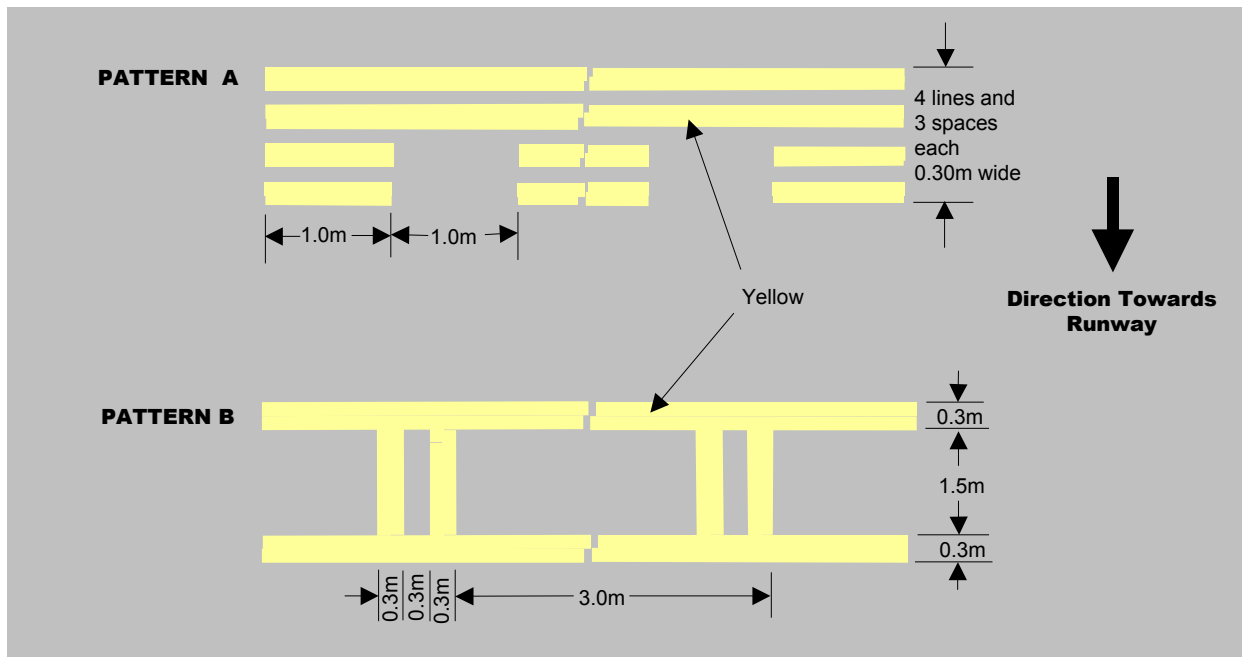 PATTERN A
4 lines and
3 spaces
each
0.30m wide
1.0m
1.0m
Yellow
Direction Towards
Runway
PATTERN B
0.3m
1.5m
0.3m
0.3m
0.3m
0.3m
3.0m